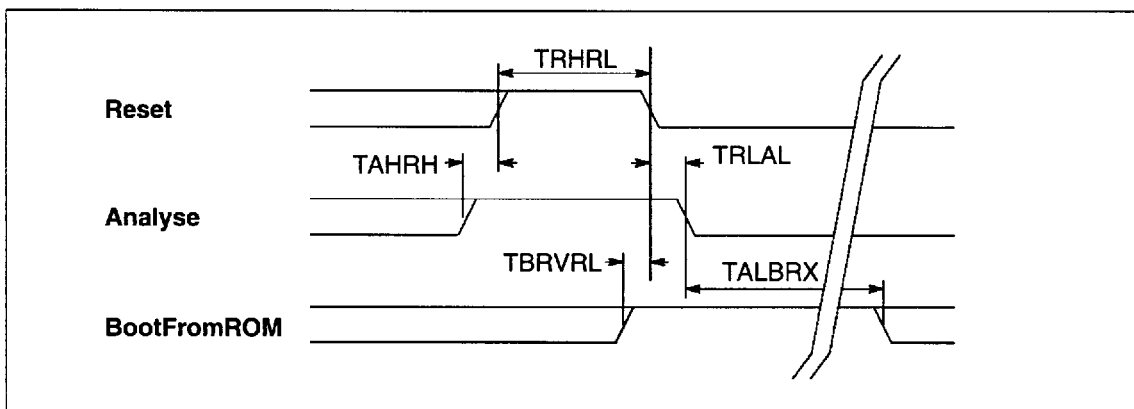 TRHRL
Reset
TAHRH
TRLAL
Analyse
TBRVRL
TALBRX
BootFromROM